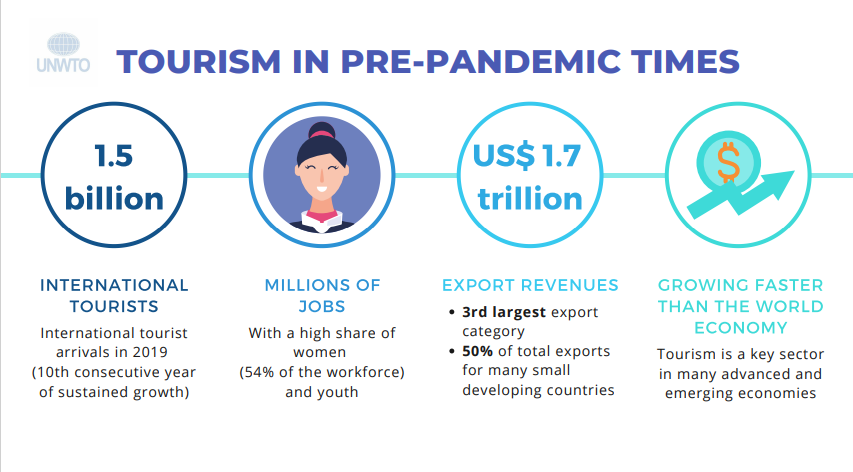 UNWTO
TOURISM IN PRE-PANDEMIC TIMES
1.5
billion
INTERNATIONAL
TOURISTS
International tourist
arrivals in 2019
(10th consecutive year
of sustained growth)
MILLIONS OF
JOBS
With a high share of
women
(54% of the workforce)
and youth
US$ 1.7
trillion
EXPORT REVENUES
• 3rd largest export
category
• 50% of total exports
for many small
developing countries
$
GROWING FASTER
THAN THE WORLD
ECONOMY
Tourism is a key sector
in many advanced and
emerging economies